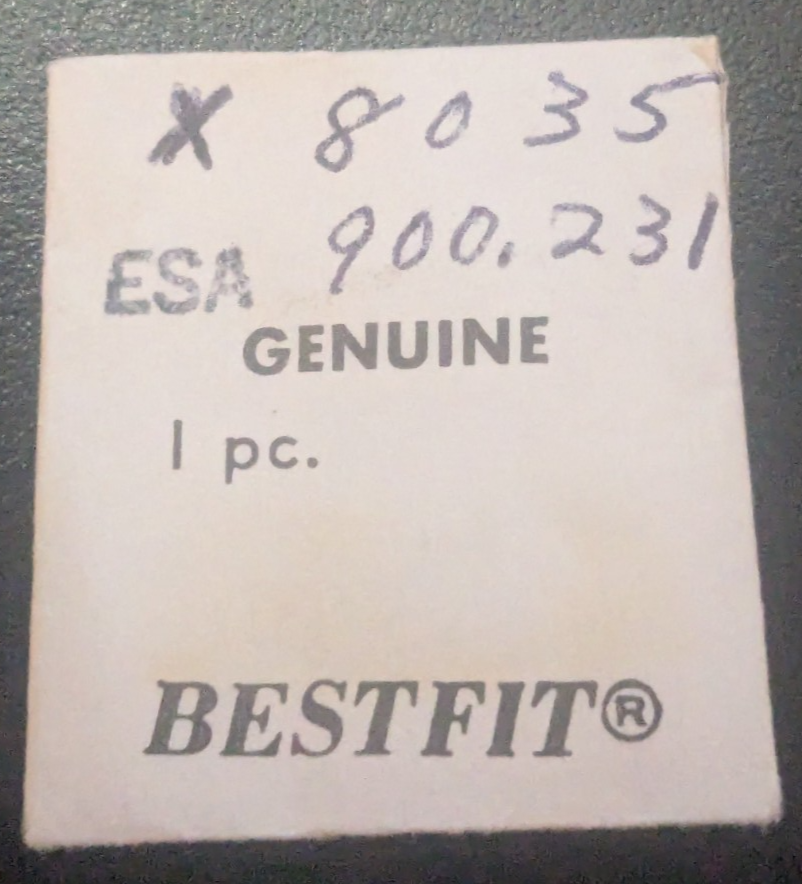 X 8035
ESA 900.231
GENUINE
1 pc.
BESTFIT®